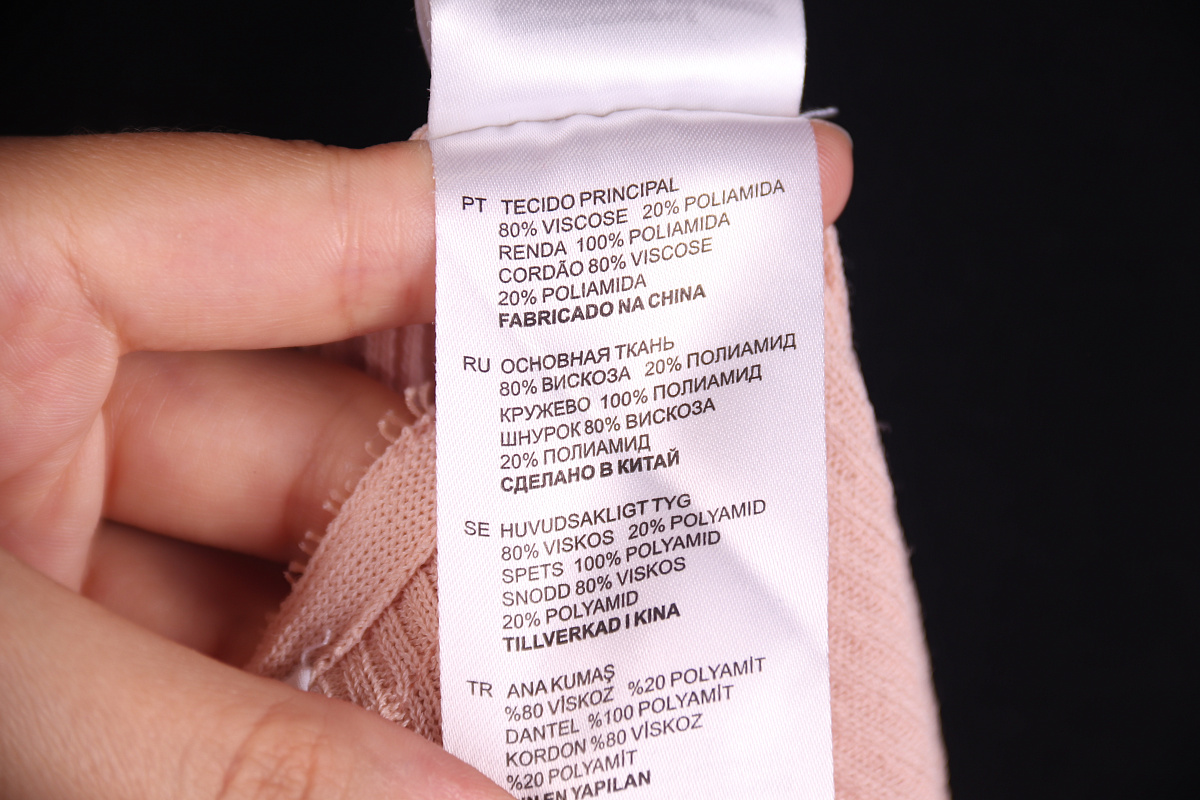 PT TECIDO PRINCIPAL
80% VISCOSE 20% POLIAMIDA
RENDA 100% POLIAMIDA
CORDÃO 80% VISCOSE
20% POLIAMIDA
FABRICADO NA CHINA
RU ОСНОВНАЯ ТКАНЬ
80% ВИСКОЗА 20% ПОЛИАМИД
КРУЖЕВО 100% ПОЛИАМИД
ШНУРОК 80% ВИСКОЗА
20% ПОЛИАМИД
СДЕЛАНО В КИТАЙ
SE HUVUDSAKLIGT TYG
80% VISKOS 20% POLYAMID
SPETS 100% POLYAMID
SNODD 80% VISKOS
20% POLYAMID
TILLVERKAD I KINA
TR ANA KUMAŞ
%80 VİSKOZ %20 POLYAMİT
DANTEL %100 POLYAMİT
KORDON %80 VİSKOZ
%20 POLYAMİT
YAPILAN